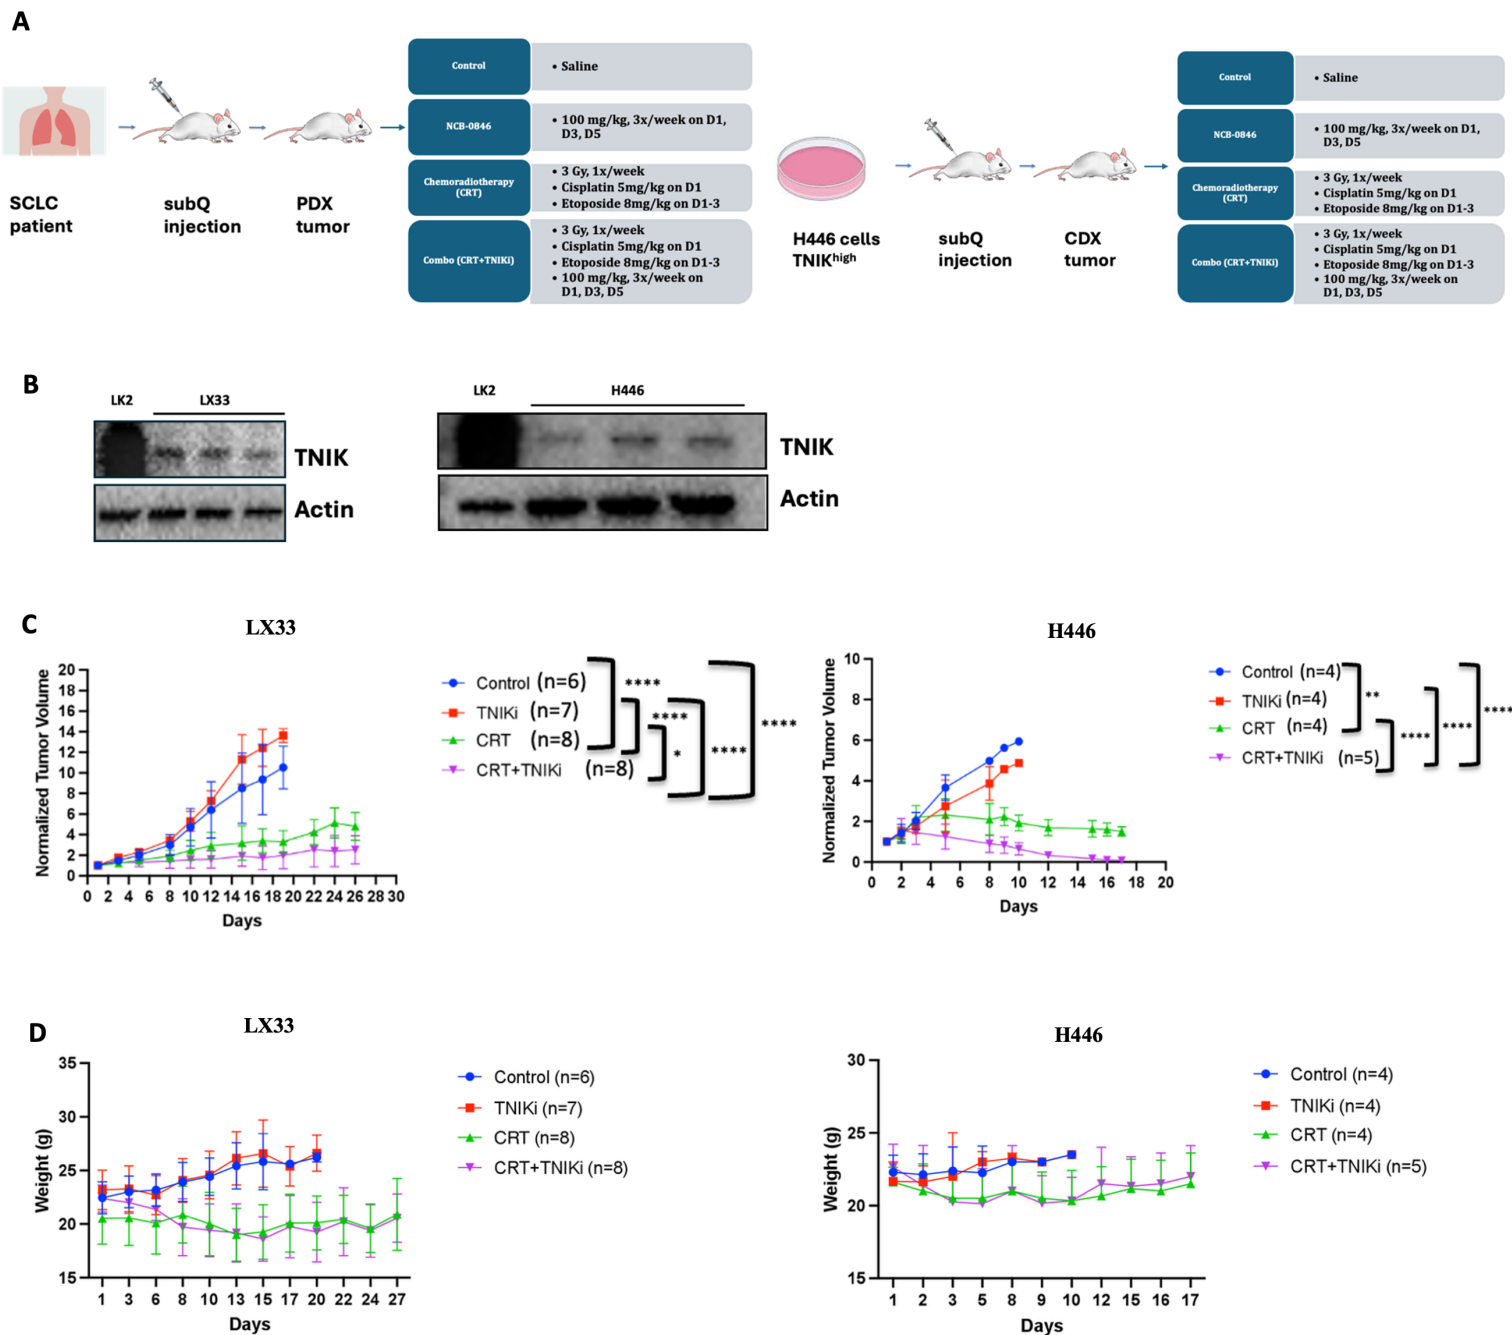 A
SCLC
patient
subQ
injection
PDX
tumor
Control
• Saline
NCB-0846
• 100 mg/kg, 3x/week on D1,
D3, D5
Chemoradiotherapy
(CRT)
• 3 Gy, 1x/week
• Cisplatin 5mg/kg on D1
• Etoposide 8mg/kg on D1-3
Combo (CRT+TNIKi)
• 3 Gy, 1x/week
• Cisplatin 5mg/kg on D1
• Etoposide 8mg/kg on D1-3
• 100 mg/kg, 3x/week on
D1, D3, D5
H446 cells
TNIKhigh
subQ
injection
CDX
tumor
Control
• Saline
NCB-0846
• 100 mg/kg, 3x/week on D1,
D3, D5
Chemoradiotherapy
(CRT)
• 3 Gy, 1x/week
• Cisplatin 5mg/kg on D1
• Etoposide 8mg/kg on D1-3
Combo (CRT+TNIKi)
• 3 Gy, 1x/week
• Cisplatin 5mg/kg on D1
• Etoposide 8mg/kg on D1-3
• 100 mg/kg, 3x/week on
D1, D3, D5
B
LK2 LX33
TNIK
Actin
LK2 H446
TNIK
Actin
C
LX33
Normalized Tumor Volume
20
18
16
14
12
10
8
6
4
2
0
0 2 4 6 8 10 12 14 16 18 20 22 24 26 28 30
Days
Control (n=6)
TNIKi (n=7)
CRT (n=8)
CRT+TNIKi (n=8)
****
****
*
****
****
H446
Normalized Tumor Volume
10
8
6
4
2
0
0 2 4 6 8 10 12 14 16 18 20
Days
Control (n=4)
TNIKi (n=4)
CRT (n=4)
CRT+TNIKi (n=5)
**
****
****
****
D
LX33
Weight (g)
35
30
25
20
15
1 3 6 8 10 13 15 17 20 22 24 27
Days
Control (n=6)
TNIKi (n=7)
CRT (n=8)
CRT+TNIKi (n=8)
H446
Weight (g)
30
25
20
15
1 2 3 5 8 9 10 12 15 16 17
Days
Control (n=4)
TNIKi (n=4)
CRT (n=4)
CRT+TNIKi (n=5)